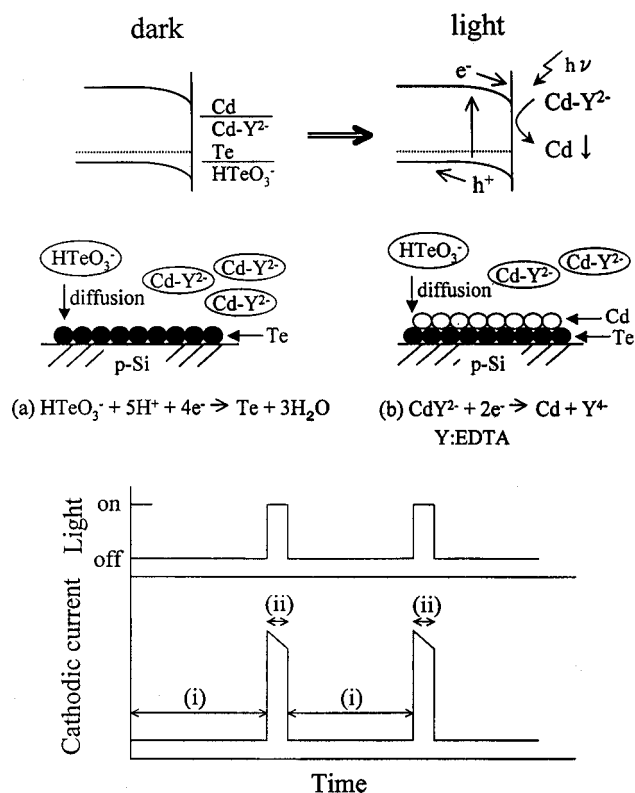 dark
light
Cd
Cd-Y²⁻
Te
HTeO₃⁻
e⁻
hν
Cd-Y²⁻
Cd ↓
h⁺
HTeO₃⁻
Cd-Y²⁻
Cd-Y²⁻
Cd-Y²⁻
diffusion
Te
p-Si
HTeO₃⁻
Cd-Y²⁻
Cd-Y²⁻
diffusion
Cd
Te
p-Si
(a) HTeO₃⁻ + 5H⁺ + 4e⁻ → Te + 3H₂O
(b) CdY²⁻ + 2e⁻ → Cd + Y⁴⁻
Y:EDTA
Light
on
off
Cathodic current
(i)
(ii)
(i)
(ii)
Time